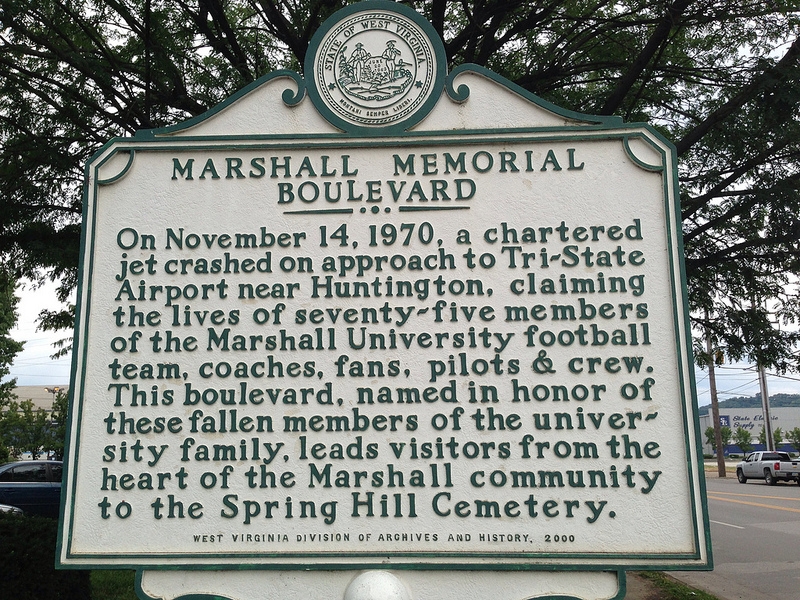 STATE OF WEST VIRGINIA
MONTANI SEMPER LIBERI
MARSHALL MEMORIAL
BOULEVARD
On November 14, 1970, a chartered
jet crashed on approach to Tri-State
Airport near Huntington, claiming
the lives of seventy-five members
of the Marshall University football
team, coaches, fans, pilots & crew.
This boulevard, named in honor of
these fallen members of the univer-
sity family, leads visitors from the
heart of the Marshall community
to the Spring Hill Cemetery.
WEST VIRGINIA DIVISION OF ARCHIVES AND HISTORY, 2000
State Electric
Supply